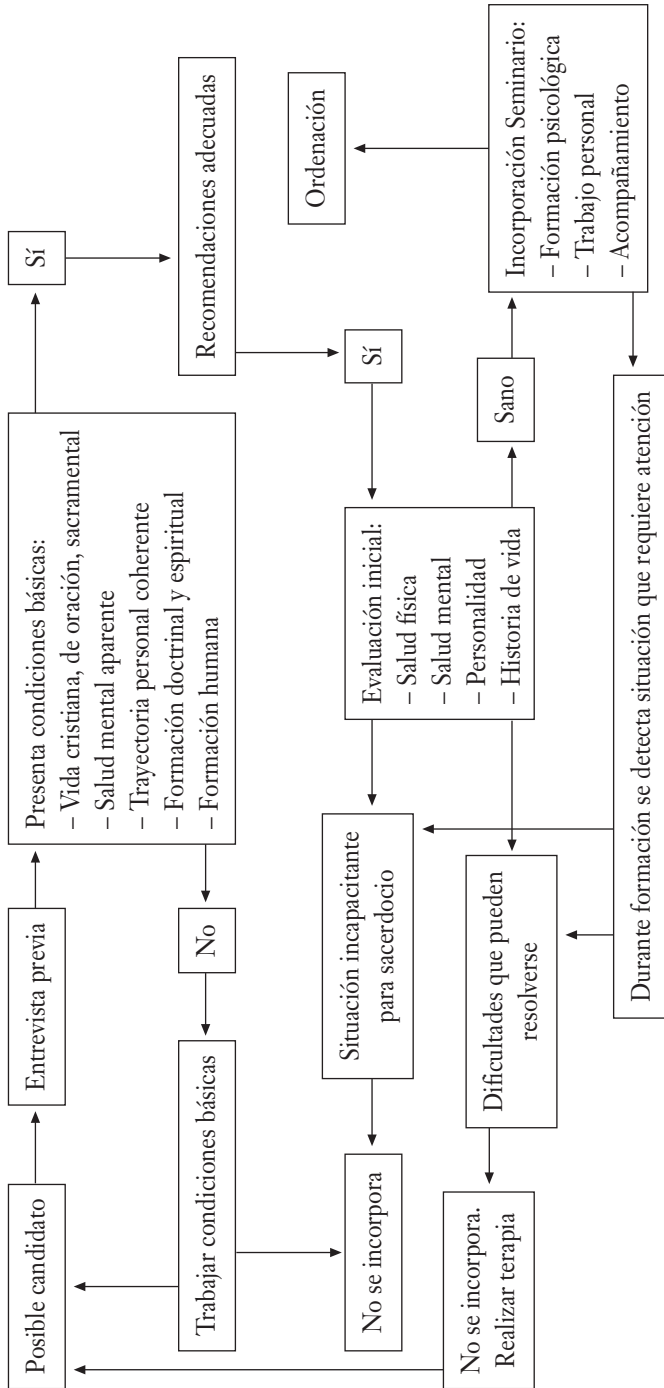 Posible candidato
Entrevista previa
Presenta condiciones básicas:
– Vida cristiana, de oración, sacramental
– Salud mental aparente
– Trayectoria personal coherente
– Formación doctrinal y espiritual
– Formación humana
Sí
No
Trabajar condiciones básicas
Recomendaciones adecuadas
Sí
Ordenación
No se incorpora
Situación incapacitante
para sacerdocio
Evaluación inicial:
– Salud física
– Salud mental
– Personalidad
– Historia de vida
Sano
Incorporación Seminario:
– Formación psicológica
– Trabajo personal
– Acompañamiento
No se incorpora.
Realizar terapia
Dificultades que pueden
resolverse
Durante formación se detecta situación que requiere atención